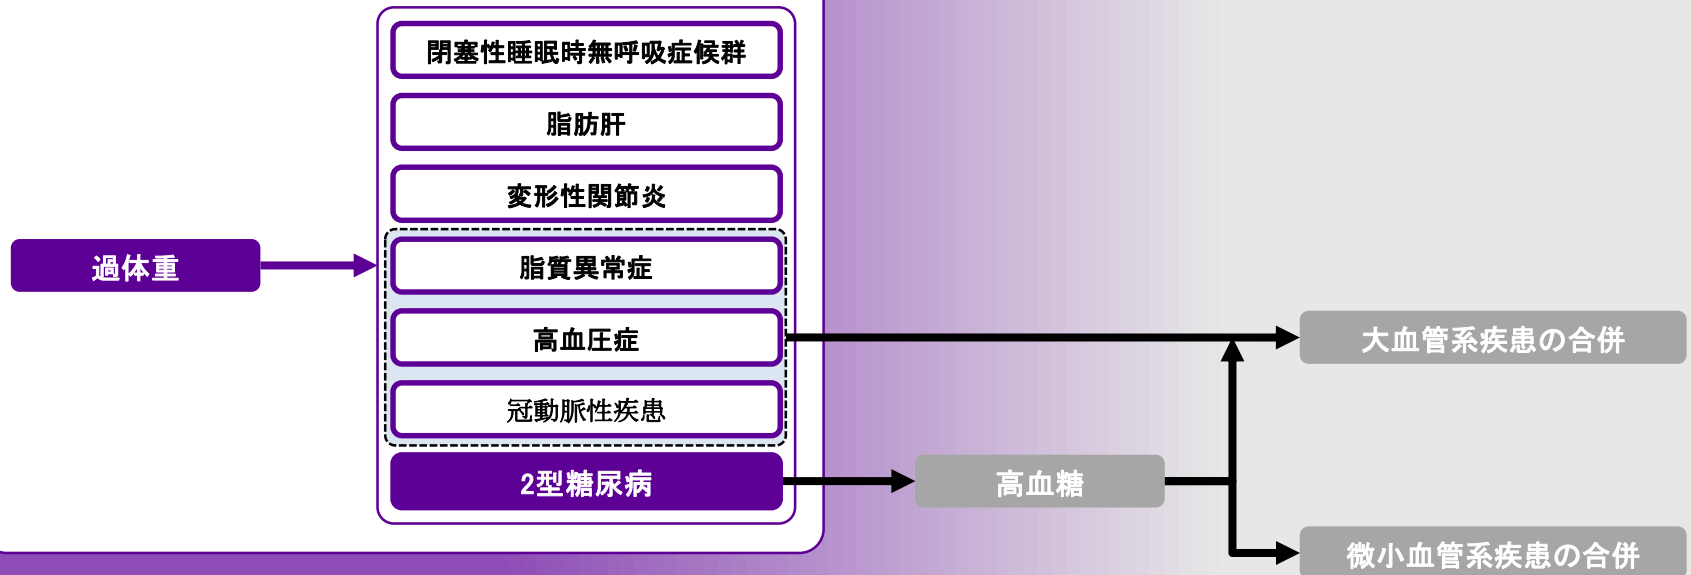 閉塞性睡眠時無呼吸症候群
脂肪肝
変形性関節炎
過体重
脂質異常症
高血圧症
大血管系疾患の合併
冠動脈性疾患
2型糖尿病
高血糖
微小血管系疾患の合併